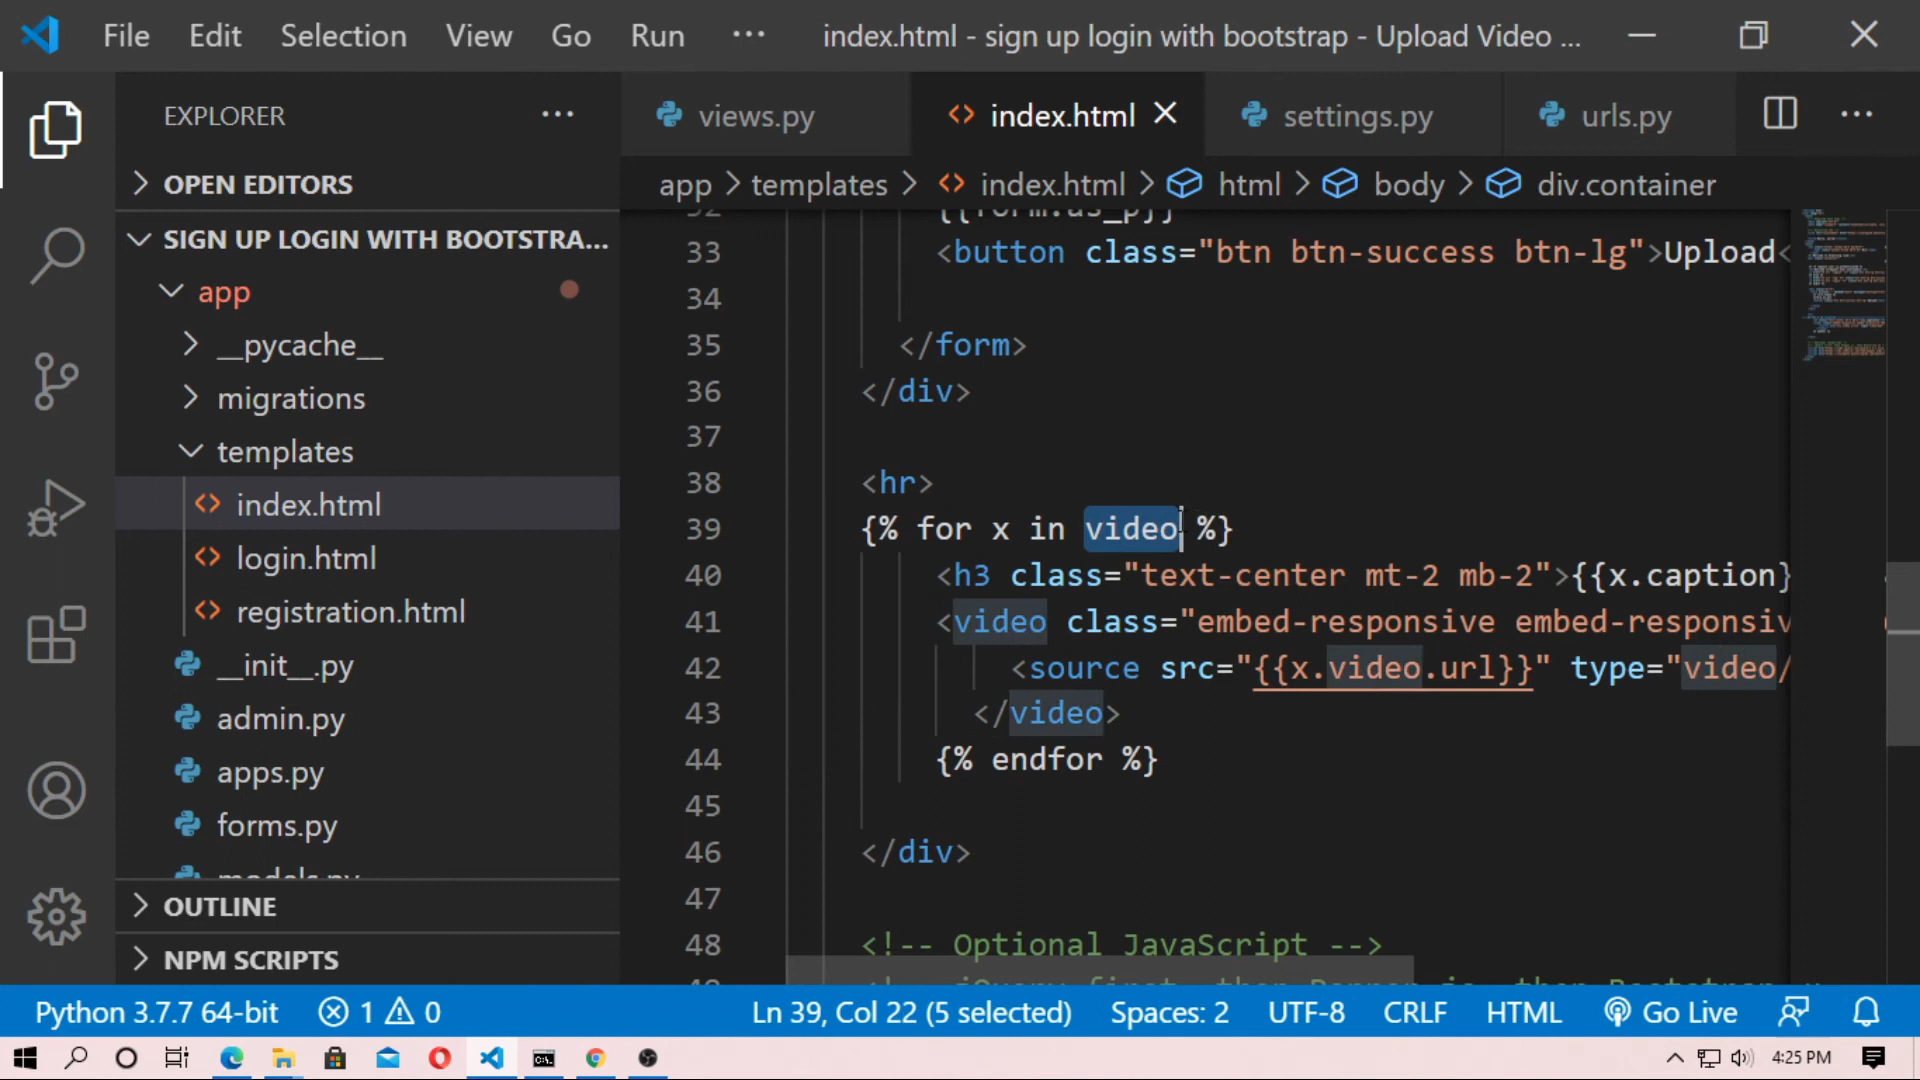 File Edit Selection View Go Run ··· index.html - sign up login with bootstrap - Upload Video ...
EXPLORER ···
views.py index.html settings.py urls.py ···
OPEN EDITORS
app > templates > index.html > html > body > div.container
SIGN UP LOGIN WITH BOOTSTRA...
app
__pycache__
migrations
templates
index.html
login.html
registration.html
__init__.py
admin.py
apps.py
forms.py
models.py
OUTLINE
NPM SCRIPTS
32 {{form.as_p}}
33 <button class="btn btn-success btn-lg">Upload<
34
35 </form>
36 </div>
37
38 <hr>
39 {% for x in video %}
40 <h3 class="text-center mt-2 mb-2">{{x.caption}
41 <video class="embed-responsive embed-responsiv
42 <source src="{{x.video.url}}" type="video/
43 </video>
44 {% endfor %}
45
46 </div>
47
48 <!-- Optional JavaScript -->
Python 3.7.7 64-bit 1 0 Ln 39, Col 22 (5 selected) Spaces: 2 UTF-8 CRLF HTML Go Live
4:25 PM